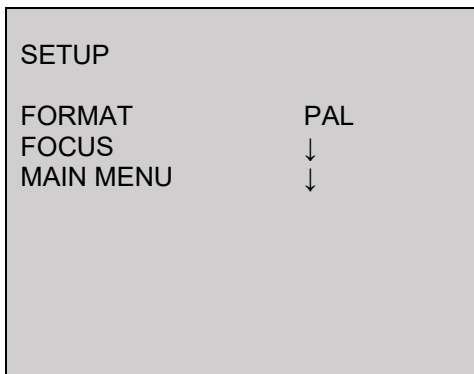 SETUP
FORMAT PAL
FOCUS ↓
MAIN MENU ↓